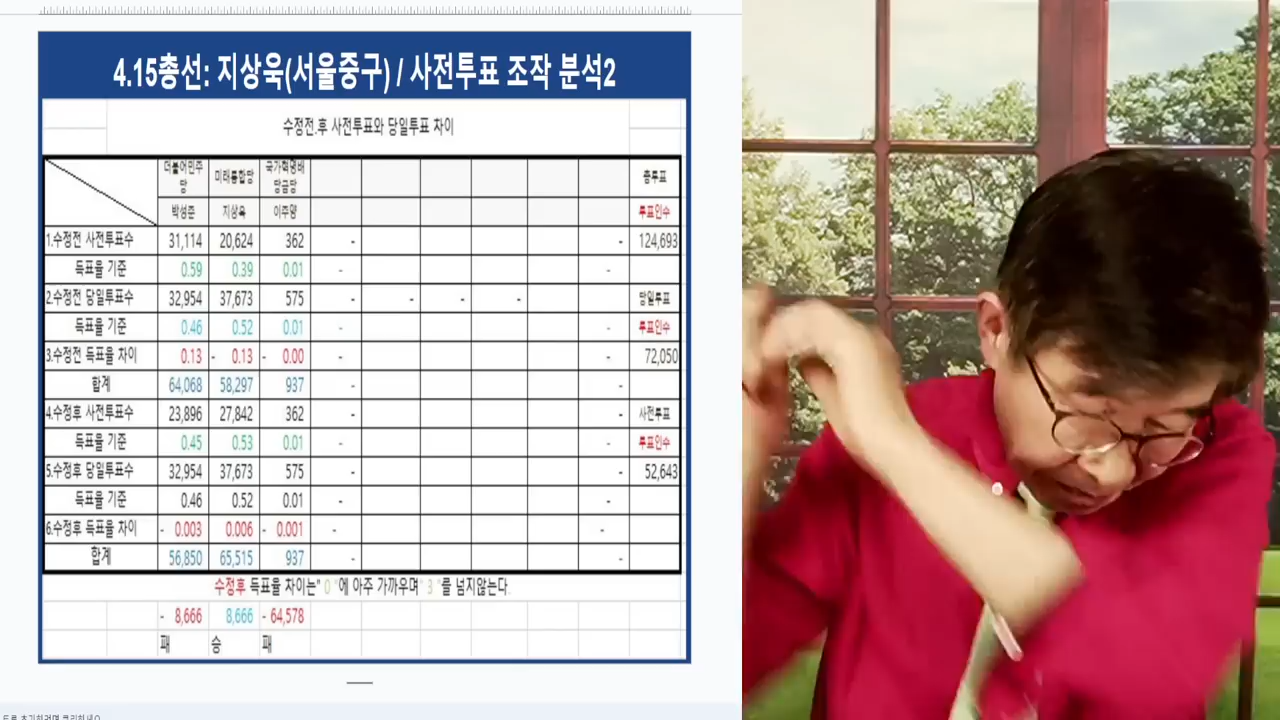 4.15총선: 지상욱(서울중구) / 사전투표 조작 분석2
수정전.후 사전투표와 당일투표 차이
더불어민주당 미래통합당 국가혁명배당금당 총투표
박성준 지상욱 이주양 투표인수
1.수정전 사전투표수 31,114 20,624 362 - - 124,693
득표율 기준 0.59 0.39 0.01 - -
2.수정전 당일투표수 32,954 37,673 575 - - - - 당일투표
득표율 기준 0.46 0.52 0.01 - - 투표인수
3.수정전 득표율 차이 0.13 - 0.13 - 0.00 - - 72,050
합계 64,068 58,297 937 - -
4.수정후 사전투표수 23,896 27,842 362 - - 사전투표
득표율 기준 0.45 0.53 0.01 - - 투표인수
5.수정후 당일투표수 32,954 37,673 575 - - 52,643
득표율 기준 0.46 0.52 0.01 - -
6.수정후 득표율 차이 - 0.003 0.006 - 0.001 - -
합계 56,850 65,515 937 - -
수정후 득표율 차이는" 0 "에 아주 가까우며" 3 "를 넘지않는다.
- 8,666 8,666 - 64,578
패 승 패